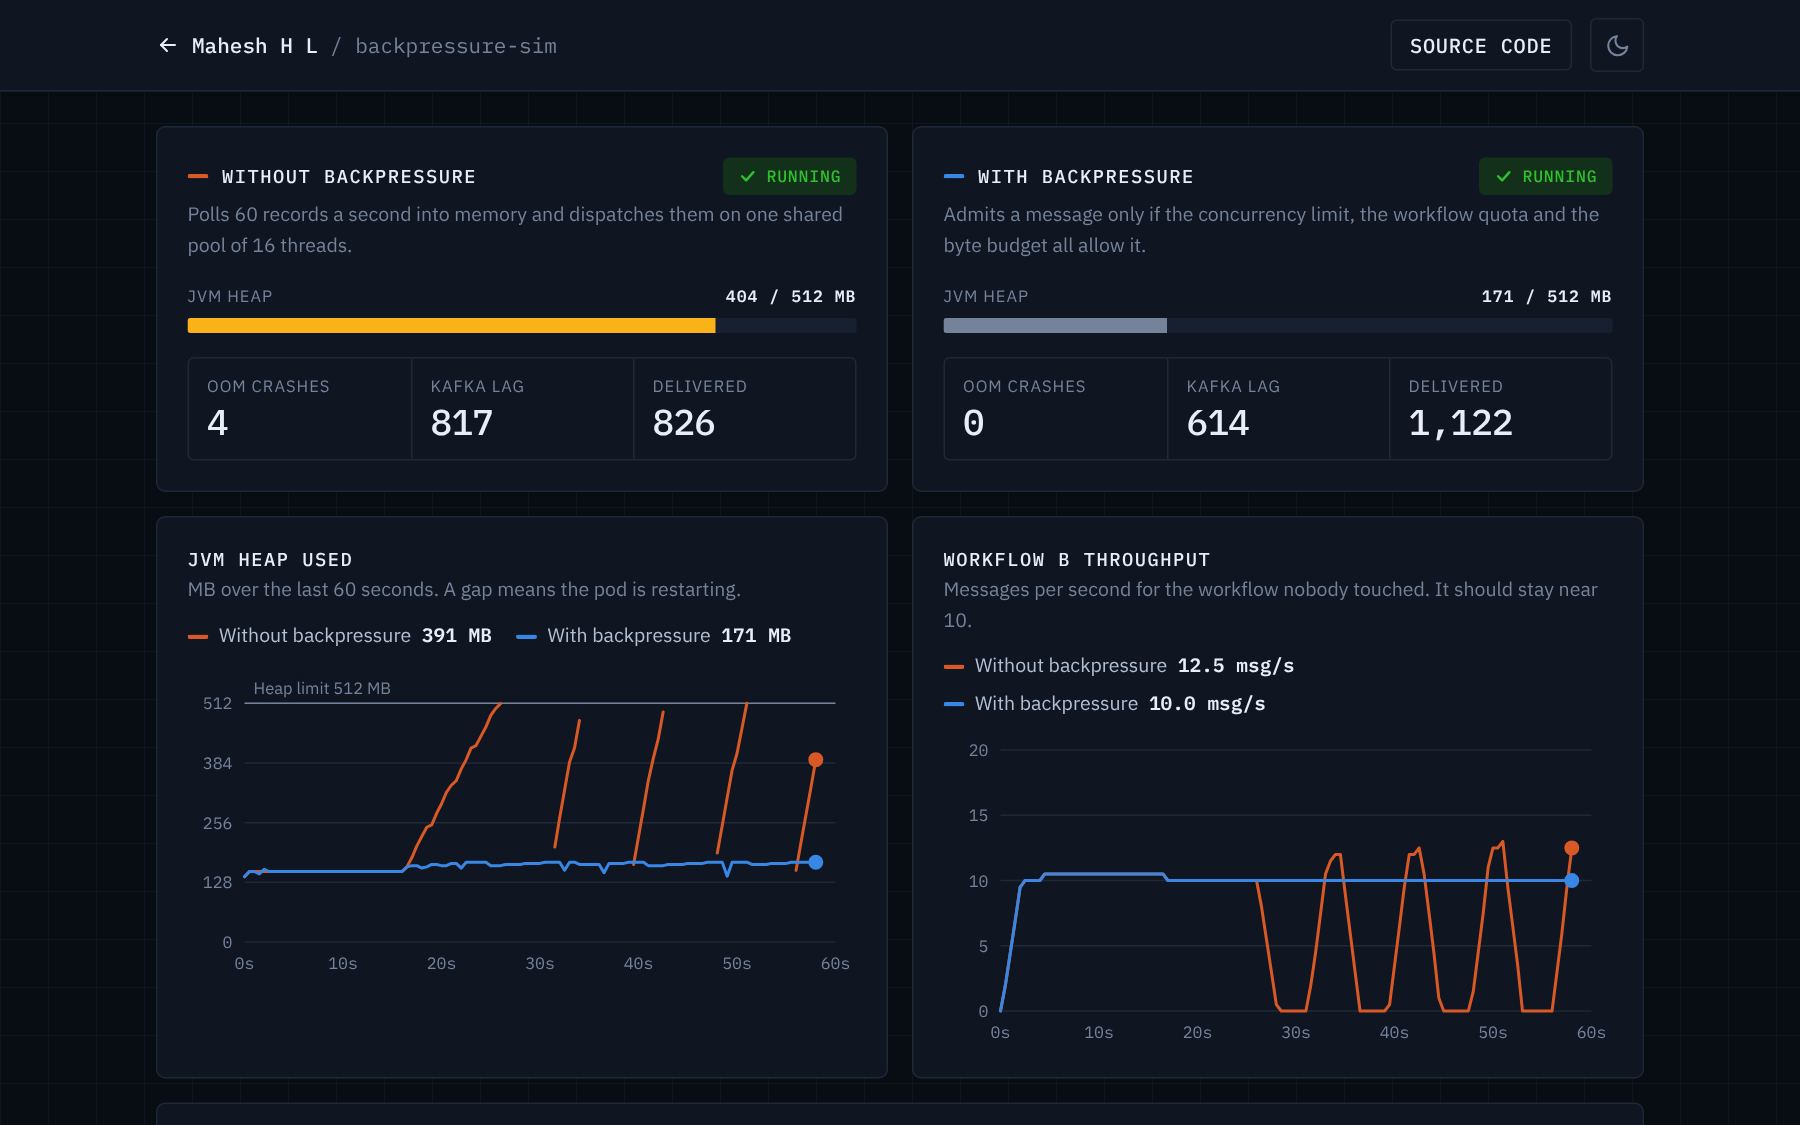 ← Mahesh H L / backpressure-sim
SOURCE CODE
WITHOUT BACKPRESSURE
✓ RUNNING
Polls 60 records a second into memory and dispatches them on one shared
pool of 16 threads.
JVM HEAP
404 / 512 MB
OOM CRASHES
4
KAFKA LAG
817
DELIVERED
826
WITH BACKPRESSURE
✓ RUNNING
Admits a message only if the concurrency limit, the workflow quota and the
byte budget all allow it.
JVM HEAP
171 / 512 MB
OOM CRASHES
0
KAFKA LAG
614
DELIVERED
1,122
JVM HEAP USED
MB over the last 60 seconds. A gap means the pod is restarting.
Without backpressure 391 MB
With backpressure 171 MB
Heap limit 512 MB
512
384
256
128
0
0s 10s 20s 30s 40s 50s 60s
WORKFLOW B THROUGHPUT
Messages per second for the workflow nobody touched. It should stay near
10.
Without backpressure 12.5 msg/s
With backpressure 10.0 msg/s
20
15
10
5
0
0s 10s 20s 30s 40s 50s 60s